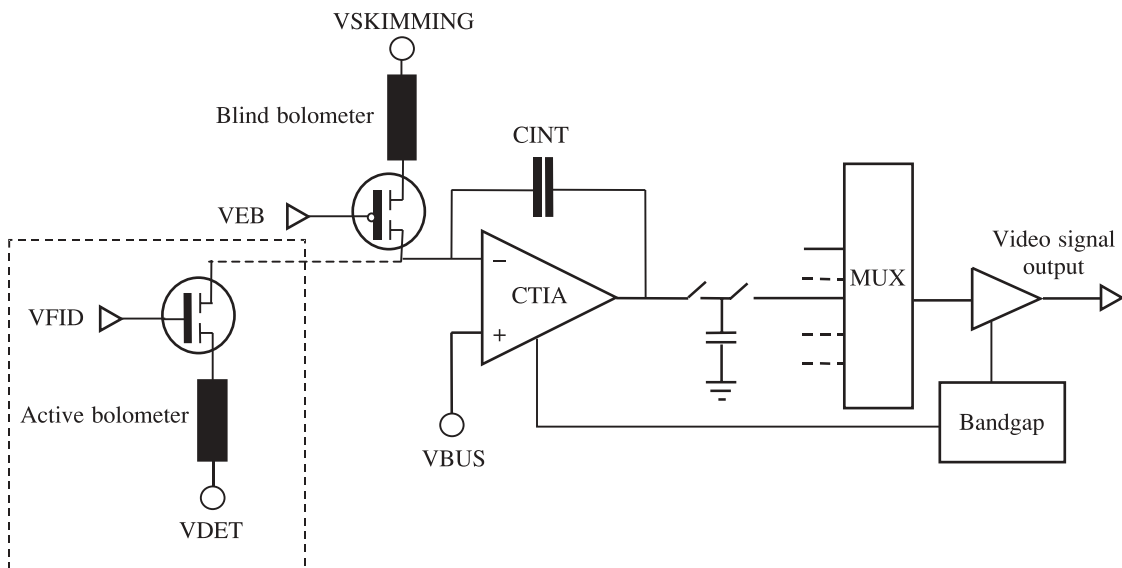 VSKIMMING
Blind bolometer
CINT
VEB
Video signal
output
MUX
−
CTIA
+
VFID
Active bolometer
Bandgap
VBUS
VDET